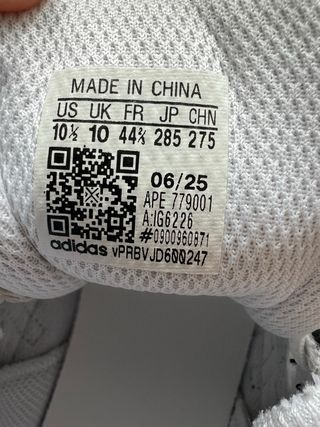 MADE IN CHINA
US UK FR JP CHN
10½ 10 44⅔ 285 275
06/25
APE 779001
A:IG6226
#0900960871
adidas vPRBVJD600247